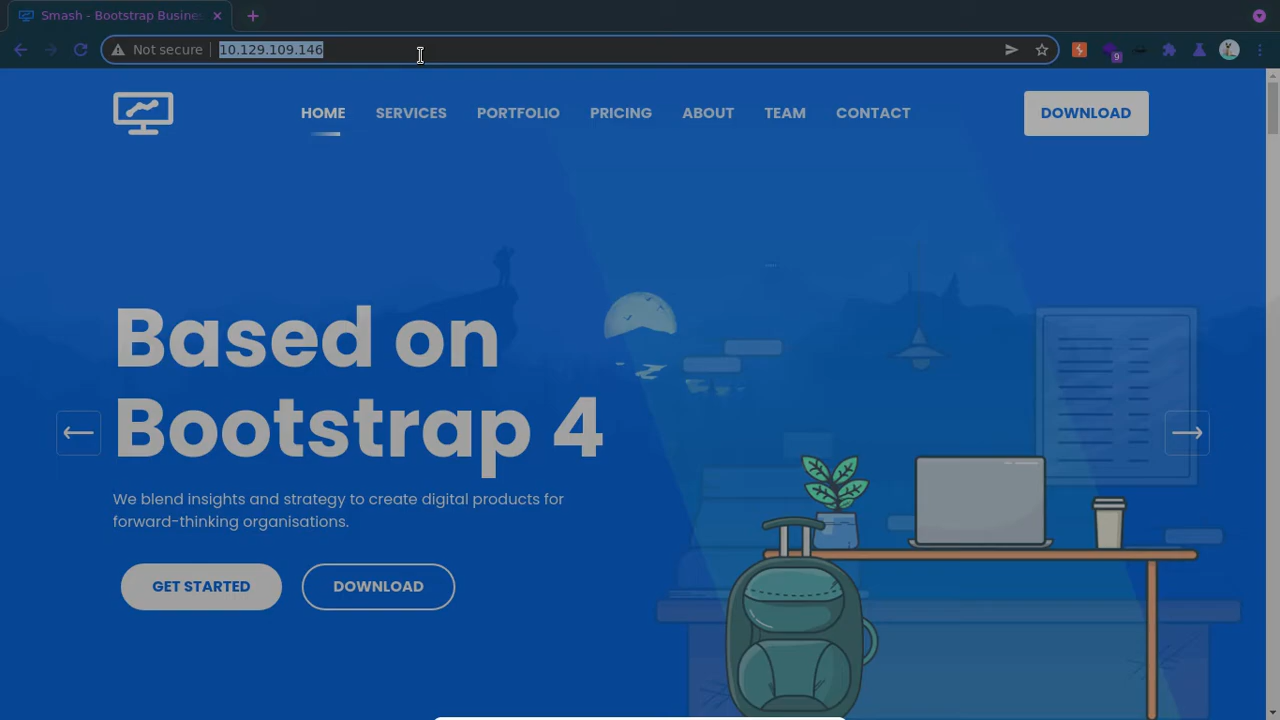 Smash - Bootstrap Busine
Not secure
10.129.109.146
9
HOME
SERVICES
PORTFOLIO
PRICING
ABOUT
TEAM
CONTACT
DOWNLOAD
Based on
Bootstrap 4
We blend insights and strategy to create digital products for
forward-thinking organisations.
GET STARTED
DOWNLOAD